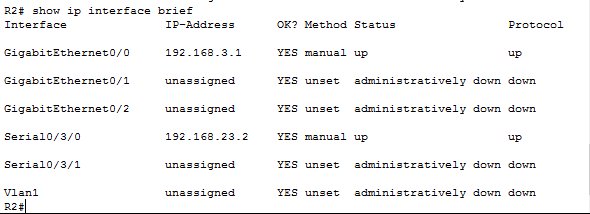 R2# show ip interface brief
Interface IP-Address OK? Method Status Protocol
GigabitEthernet0/0 192.168.3.1 YES manual up up
GigabitEthernet0/1 unassigned YES unset administratively down down
GigabitEthernet0/2 unassigned YES unset administratively down down
Serial0/3/0 192.168.23.2 YES manual up up
Serial0/3/1 unassigned YES unset administratively down down
Vlan1 unassigned YES unset administratively down down
R2#